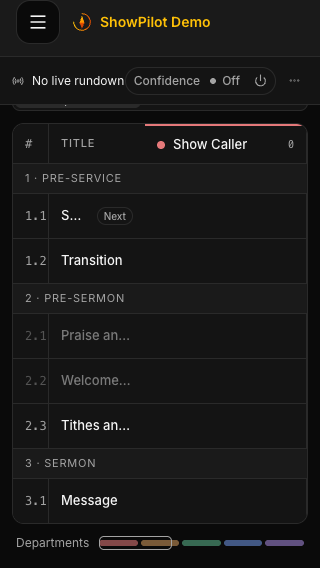 ShowPilot Demo
No live rundown Confidence Off ...
# TITLE Show Caller 0
1 · PRE-SERVICE
1.1 S... Next
1.2 Transition
2 · PRE-SERMON
2.1 Praise an...
2.2 Welcome...
2.3 Tithes an...
3 · SERMON
3.1 Message
Departments